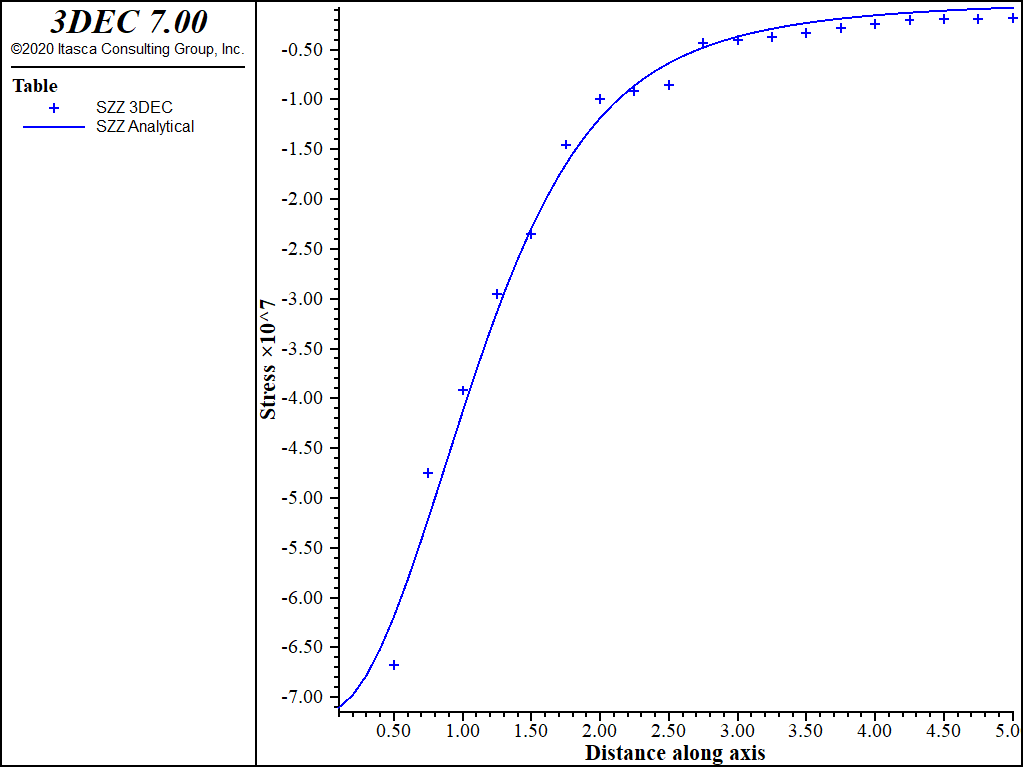 3DEC 7.00
©2020 Itasca Consulting Group, Inc.
Table
SZZ 3DEC
SZZ Analytical
-0.50
-1.00
-1.50
-2.00
-2.50
-3.00
-3.50
-4.00
-4.50
-5.00
-5.50
-6.00
-6.50
-7.00
Stress ×10^7
0.50 1.00 1.50 2.00 2.50 3.00 3.50 4.00 4.50 5.0
Distance along axis